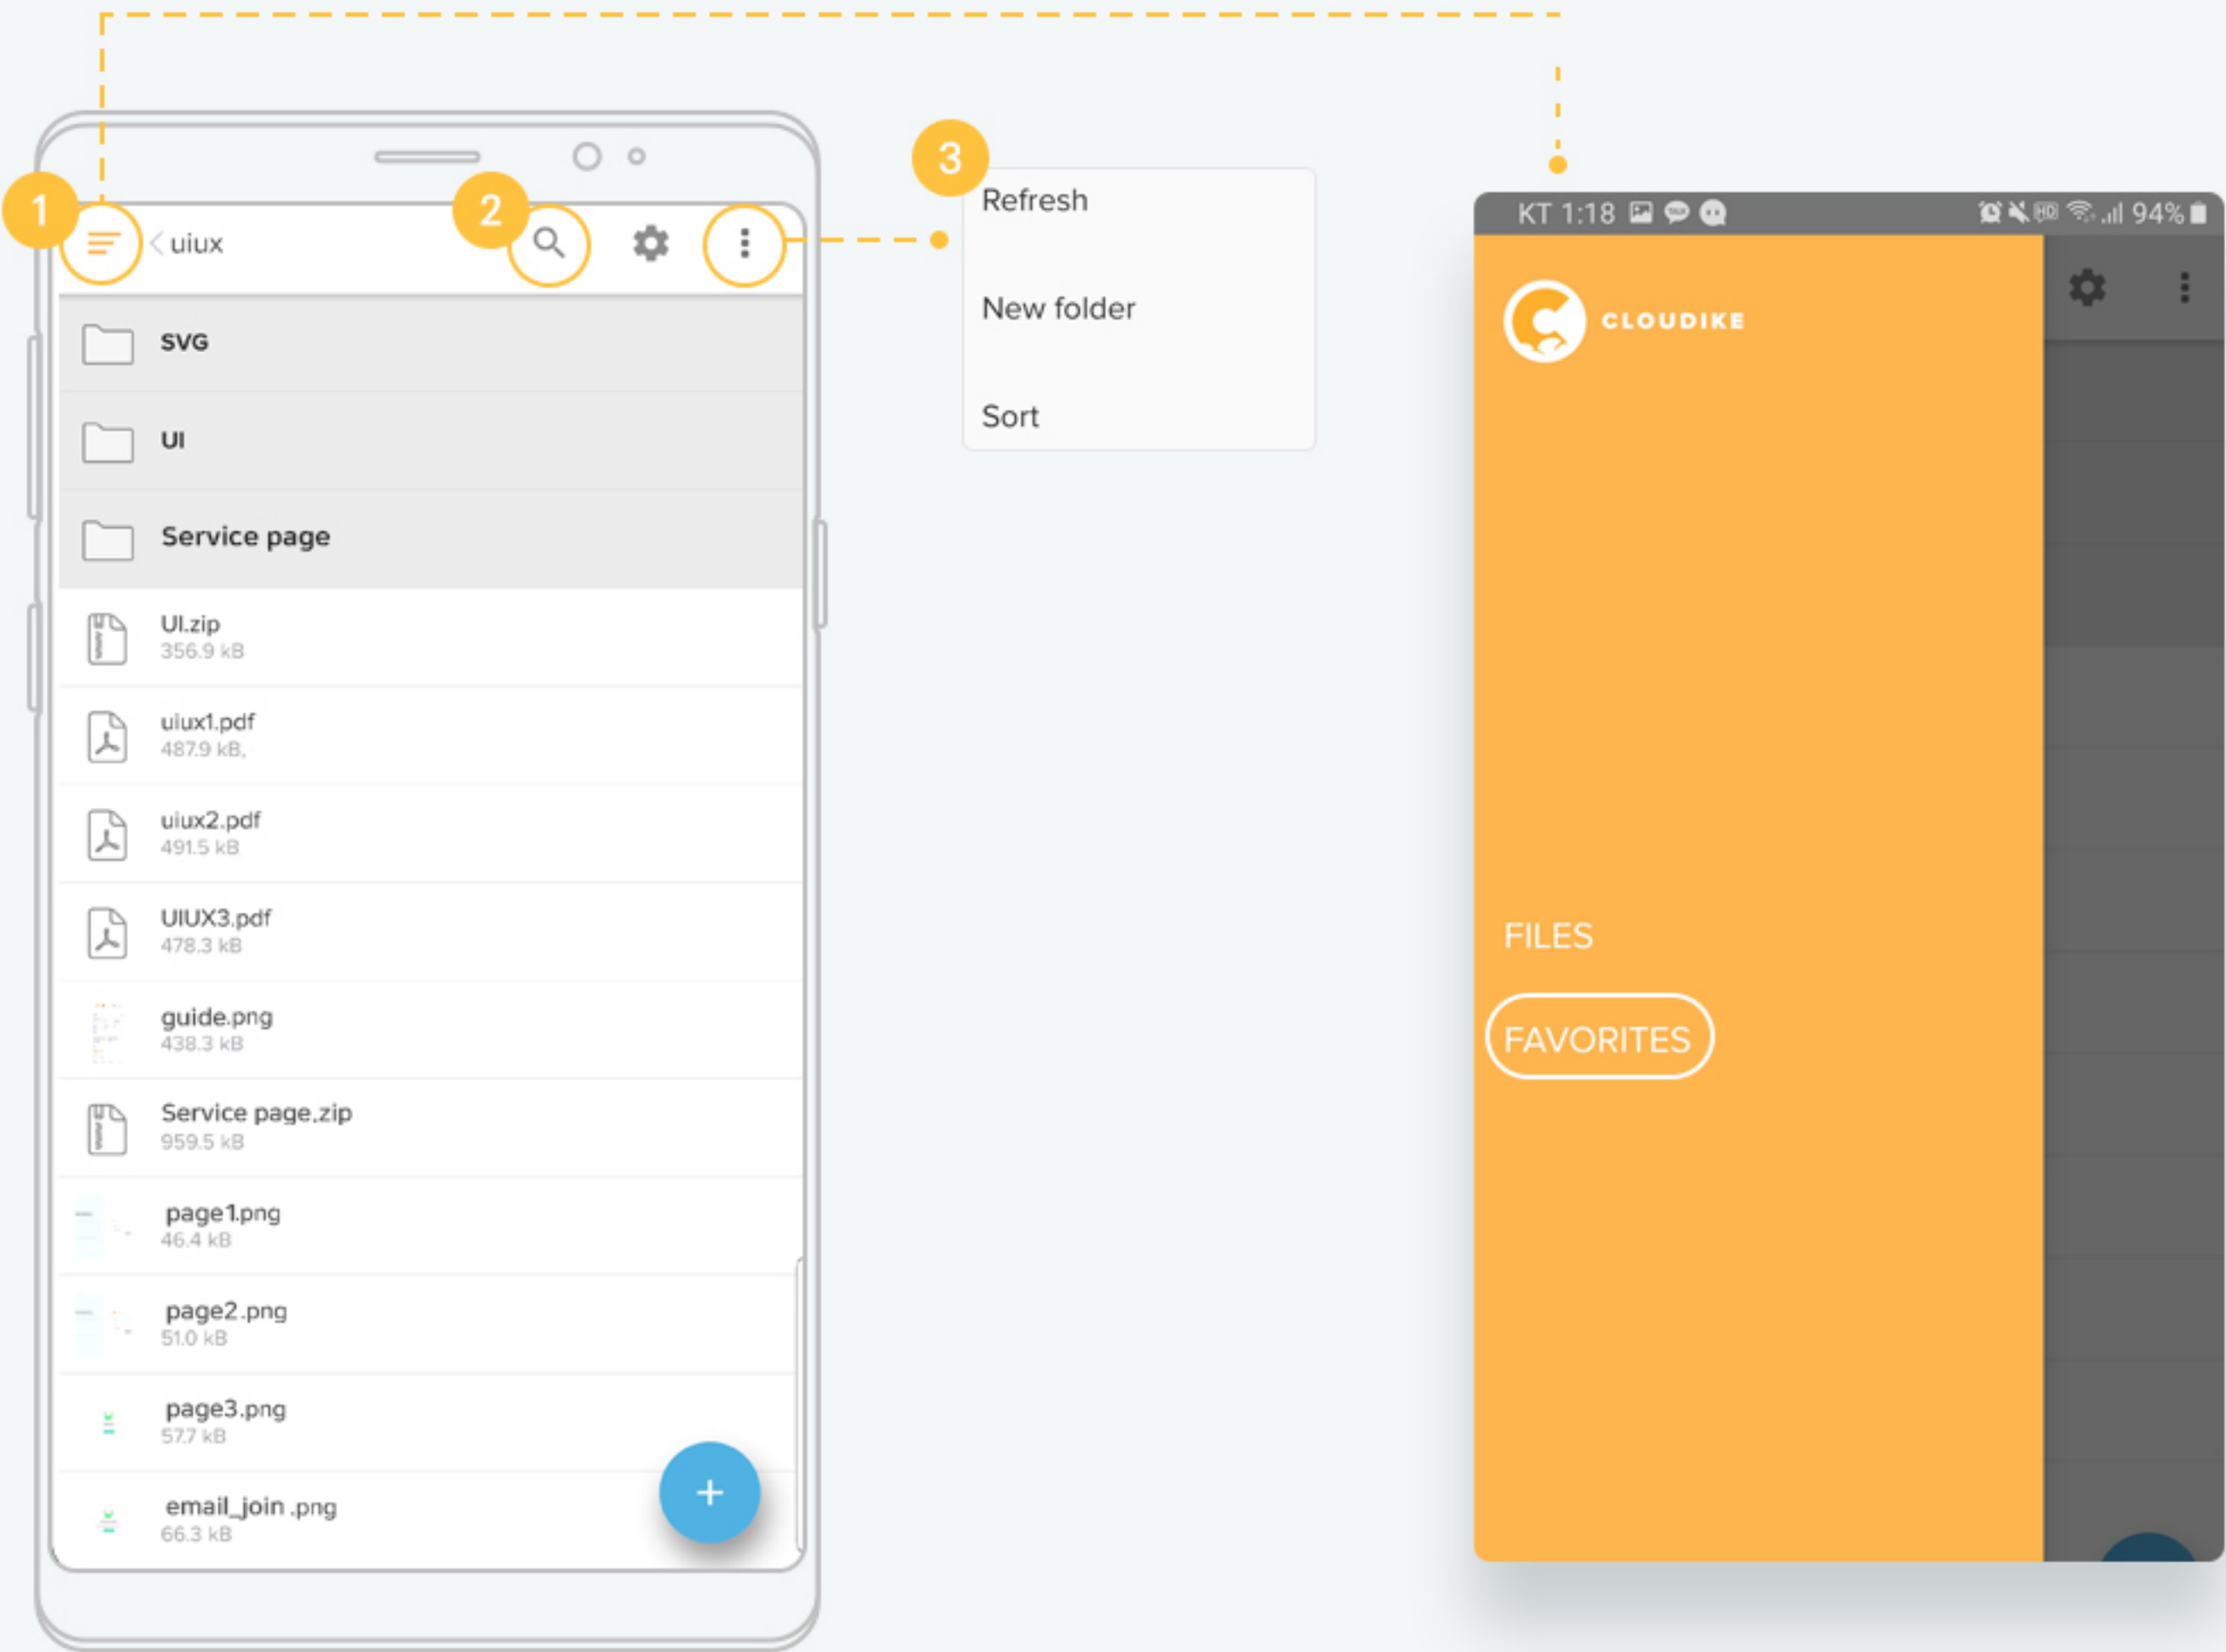 1
uiux
2
SVG
UI
Service page
UI.zip
356.9 kB
uiux1.pdf
487.9 kB,
uiux2.pdf
491.5 kB
UIUX3.pdf
478.3 kB
guide.png
438.3 kB
Service page.zip
959.5 kB
page1.png
46.4 kB
page2.png
51.0 kB
page3.png
57.7 kB
email_join .png
66.3 kB
+
3
Refresh
New folder
Sort
KT 1:18 94%
CLOUDIKE
FILES
FAVORITES